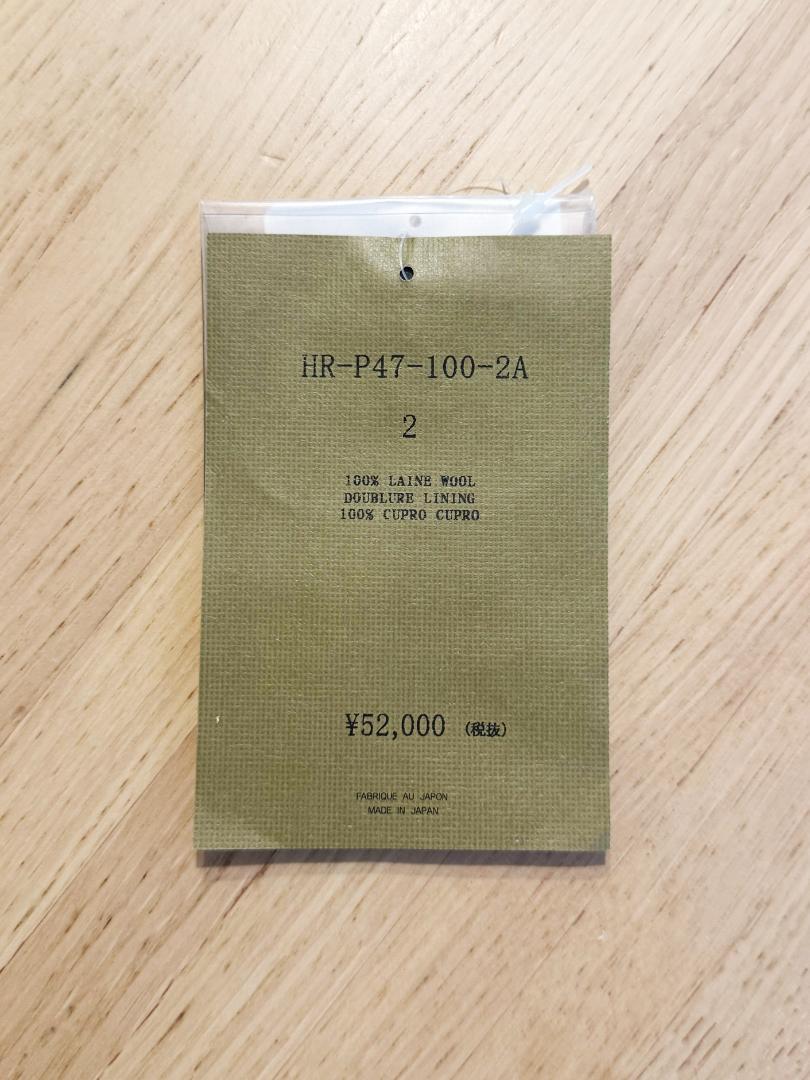 HR-P47-100-2A
2
100% LAINE WOOL
DOUBLURE LINING
100% CUPRO CUPRO
¥52,000 (税抜)
FABRIQUE AU JAPON
MADE IN JAPAN